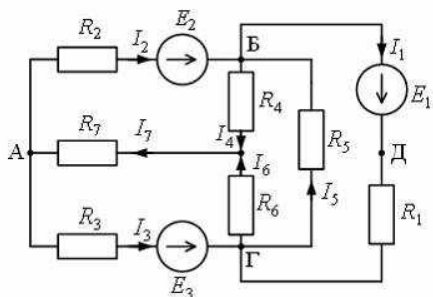 R₂ I₂ E₂ Б I₁
R₄ E₁
А R₇ I₇ I₄ R₅ Д
I₆
R₆ I₅ R₁
R₃ I₃ Г
E₃